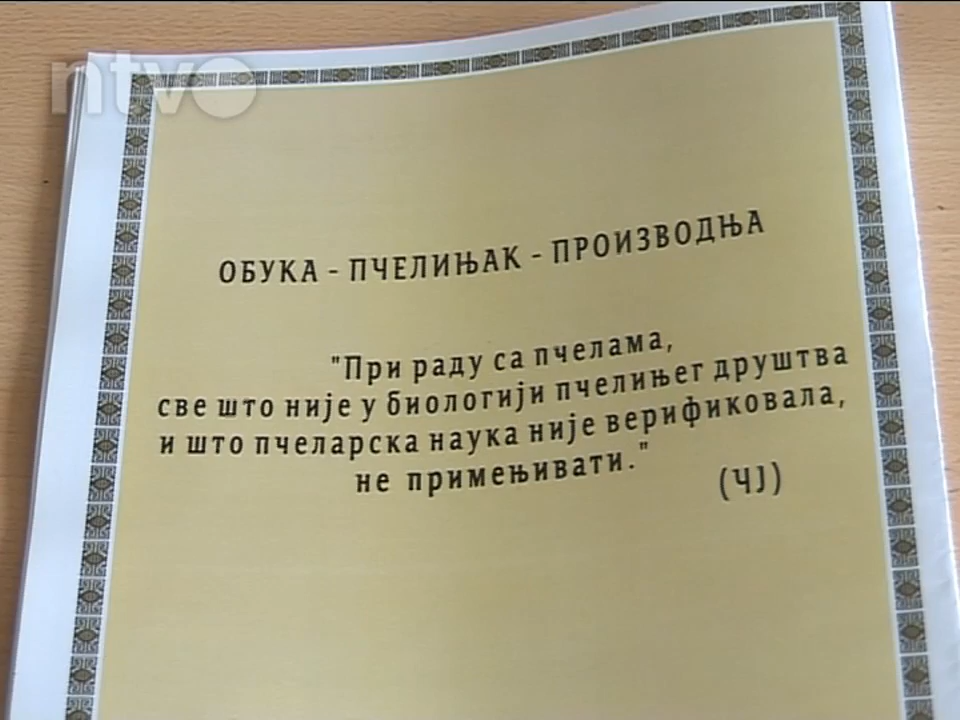 ntv
ОБУКА - ПЧЕЛИЊАК - ПРОИЗВОДЊА
"При раду са пчелама,
све што није у биологији пчелињег друштва
и што пчеларска наука није верификовала,
не примењивати."
(ЧЈ)